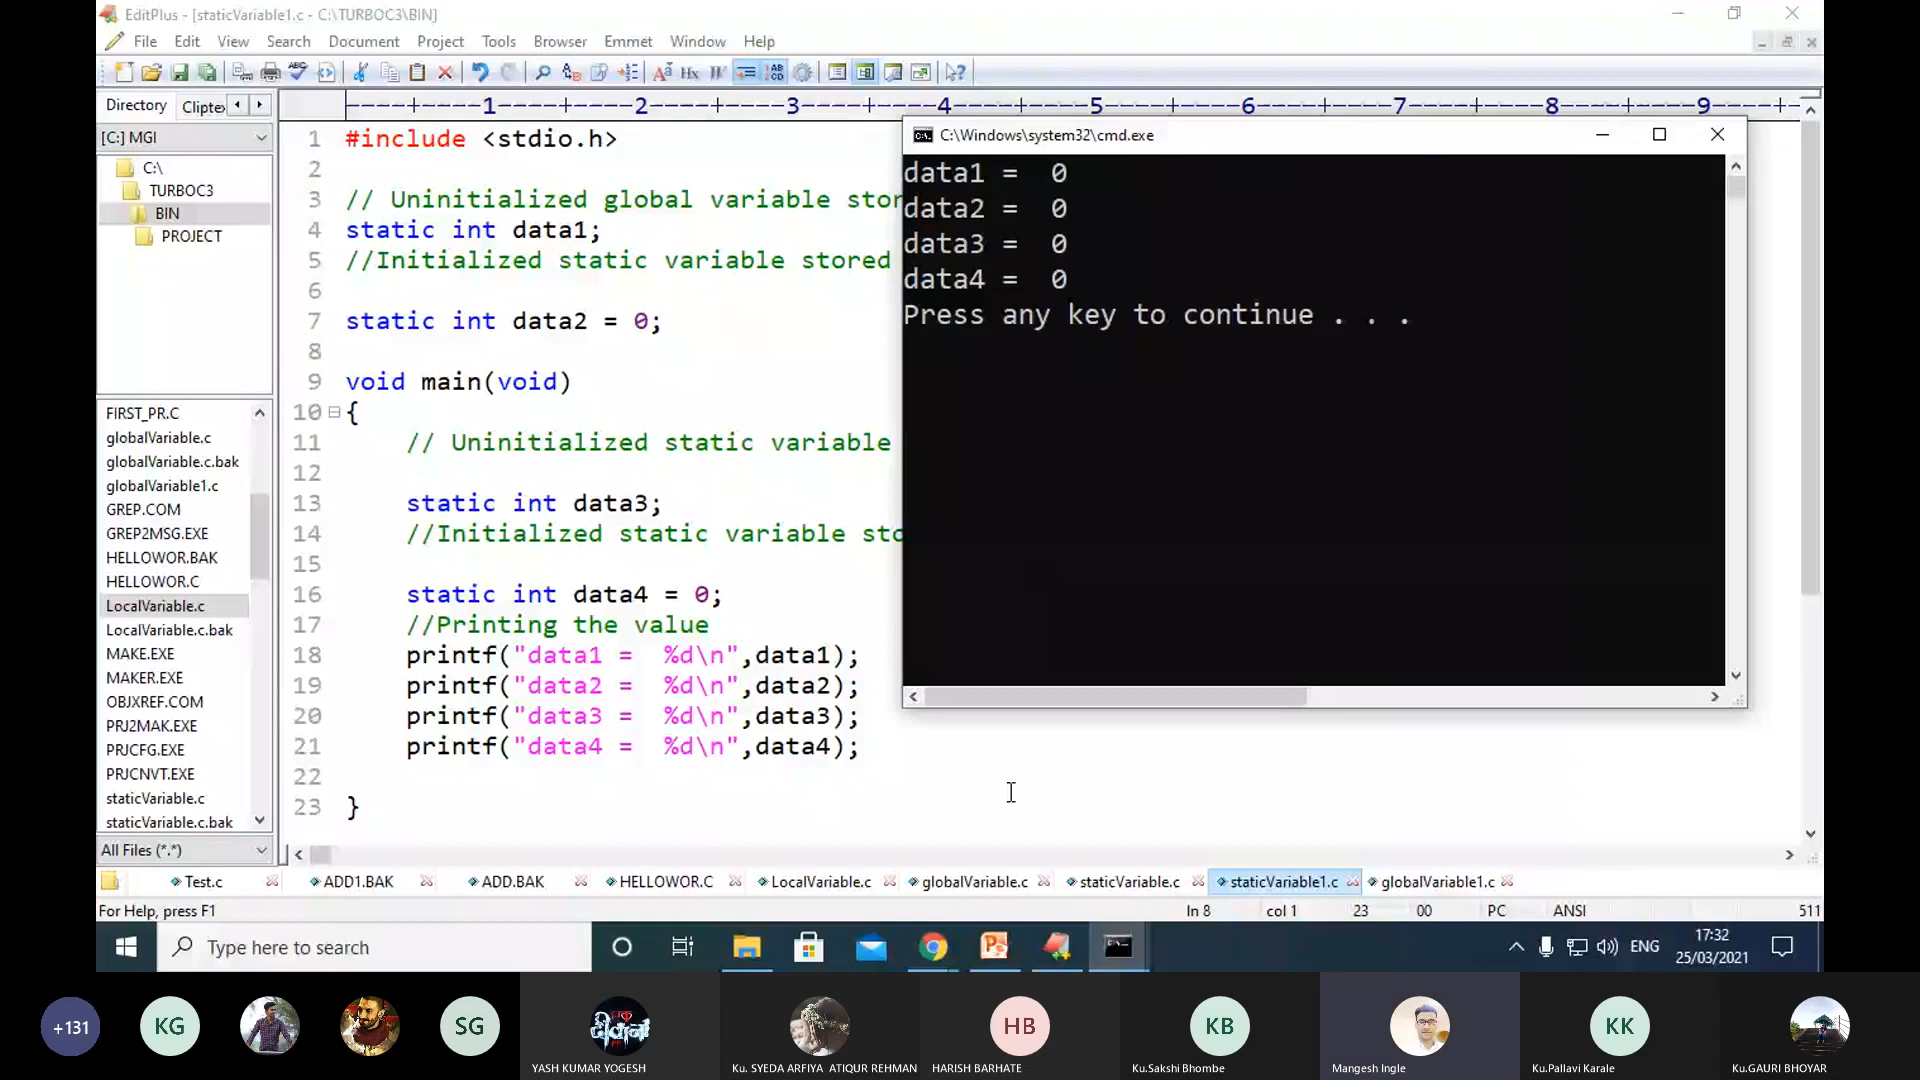 EditPlus - [staticVariable1.c - C:\TURBOC3\BIN]
File Edit View Search Document Project Tools Browser Emmet Window Help
Directory Cliptex
[C:] MGI
C:\
TURBOC3
BIN
PROJECT
FIRST_PR.C
globalVariable.c
globalVariable.c.bak
globalVariable1.c
GREP.COM
GREP2MSG.EXE
HELLOWOR.BAK
HELLOWOR.C
LocalVariable.c
LocalVariable.c.bak
MAKE.EXE
MAKER.EXE
OBJXREF.COM
PRJ2MAK.EXE
PRJCFG.EXE
PRJCNVT.EXE
staticVariable.c
staticVariable.c.bak
All Files (*.*)
----+----1----+----2----+----3----+----4----+----5----+----6----+----7----+----8----+----9----+--
1 #include <stdio.h>
2
3 // Uninitialized global variable stor
4 static int data1;
5 //Initialized static variable stored
6
7 static int data2 = 0;
8
9 void main(void)
10 {
11 // Uninitialized static variable
12
13 static int data3;
14 //Initialized static variable sto
15
16 static int data4 = 0;
17 //Printing the value
18 printf("data1 =  %d\n",data1);
19 printf("data2 =  %d\n",data2);
20 printf("data3 =  %d\n",data3);
21 printf("data4 =  %d\n",data4);
22
23 }
C:\Windows\system32\cmd.exe
data1 =  0
data2 =  0
data3 =  0
data4 =  0
Press any key to continue . . .
Test.c ADD1.BAK ADD.BAK HELLOWOR.C LocalVariable.c globalVariable.c staticVariable.c staticVariable1.c globalVariable1.c
For Help, press F1 ln 8 col 1 23 00 PC ANSI 511
Type here to search
ENG
17:32
25/03/2021
+131 KG SG HB KB KK
YASH KUMAR YOGESH Ku. SYEDA ARFIYA ATIQUR REHMAN HARISH BARHATE Ku.Sakshi Bhombe Mangesh Ingle Ku.Pallavi Karale Ku.GAURI BHOYAR